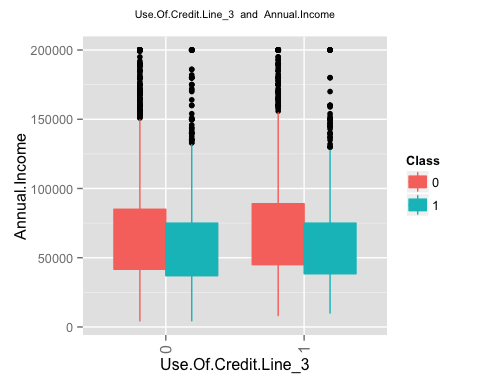 Use.Of.Credit.Line_3 and Annual.Income
Annual.Income
200000
150000
100000
50000
0
0
1
Use.Of.Credit.Line_3
Class
0
1